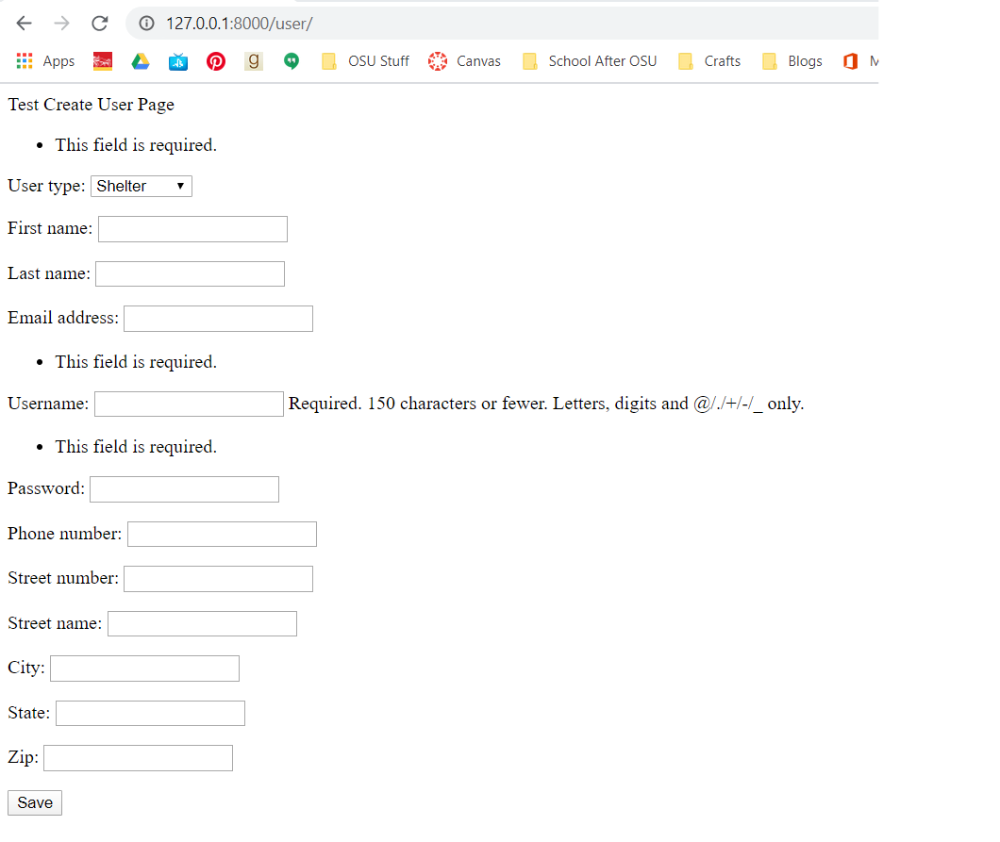 127.0.0.1:8000/user/
Apps g OSU Stuff Canvas School After OSU Crafts Blogs
Test Create User Page
• This field is required.
User type: Shelter
First name:
Last name:
Email address:
• This field is required.
Username: Required. 150 characters or fewer. Letters, digits and @/./+/-/_ only.
• This field is required.
Password:
Phone number:
Street number:
Street name:
City:
State:
Zip:
Save